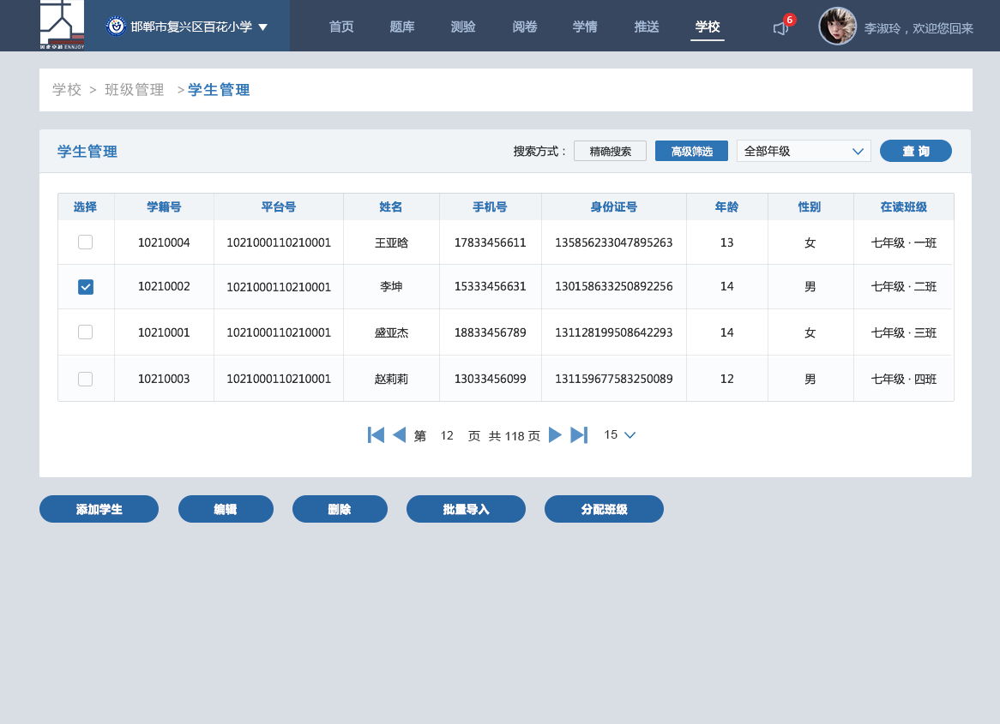 邯郸市复兴区百花小学 首页 题库 测验 阅卷 学情 推送 学校 6 李淑玲，欢迎您回来
ENNJOY
学校 > 班级管理 > 学生管理
学生管理 搜索方式： 精确搜索 高级筛选 全部年级 查询
选择 学籍号 平台号 姓名 手机号 身份证号 年龄 性别 在读班级
10210004 1021000110210001 王亚晗 17833456611 135856233047895263 13 女 七年级 · 一班
10210002 1021000110210001 李坤 15333456631 130158633250892256 14 男 七年级 · 二班
10210001 1021000110210001 盛亚杰 18833456789 131128199508642293 14 女 七年级 · 三班
10210003 1021000110210001 赵莉莉 13033456099 131159677583250089 12 男 七年级 · 四班
第 12 页 共 118 页 15
添加学生 编辑 删除 批量导入 分配班级